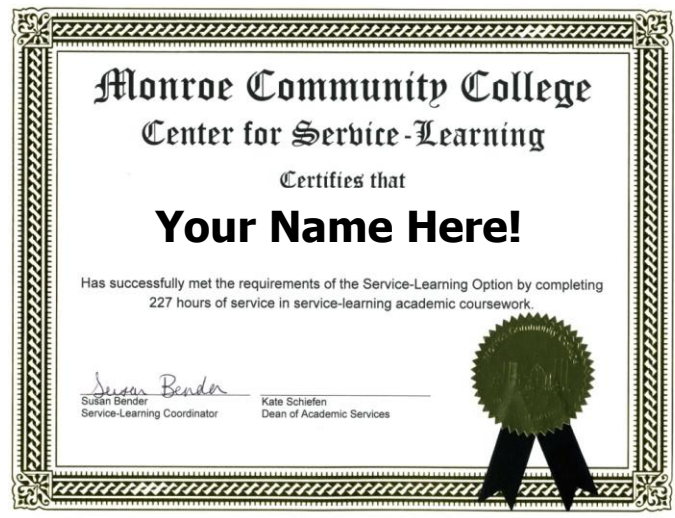 Monroe Community College
Center for Service-Learning
Certifies that
Your Name Here!
Has successfully met the requirements of the Service-Learning Option by completing
227 hours of service in service-learning academic coursework.
Susan Bender
Susan Bender
Service-Learning Coordinator
Kate Schiefen
Dean of Academic Services
Community